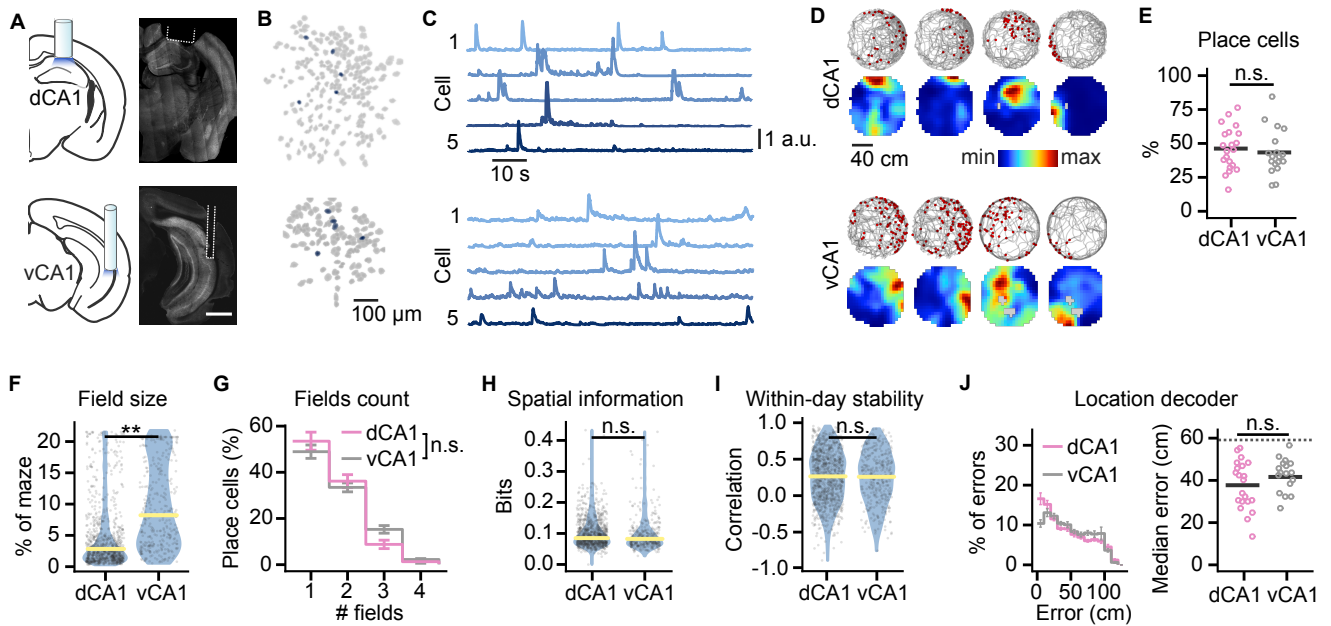 A
dCA1
vCA1
B
100 µm
C
1
Cell
5
10 s
1 a.u.
1
Cell
5
D
dCA1
40 cm
min
max
vCA1
E
Place cells
n.s.
%
100
75
50
25
0
dCA1
vCA1
F
Field size
**
% of maze
20
15
10
5
0
dCA1
vCA1
G
Fields count
Place cells (%)
60
40
20
0
dCA1
vCA1
n.s.
1
2
3
4
# fields
H
Spatial information
n.s.
Bits
0.4
0.3
0.2
0.1
0.0
dCA1
vCA1
I
Within-day stability
n.s.
Correlation
1.0
0.5
0.0
-0.5
-1.0
dCA1
vCA1
J
Location decoder
% of errors
30
20
10
0
dCA1
vCA1
0
50
100
Error (cm)
n.s.
Median error (cm)
60
40
20
0
dCA1
vCA1